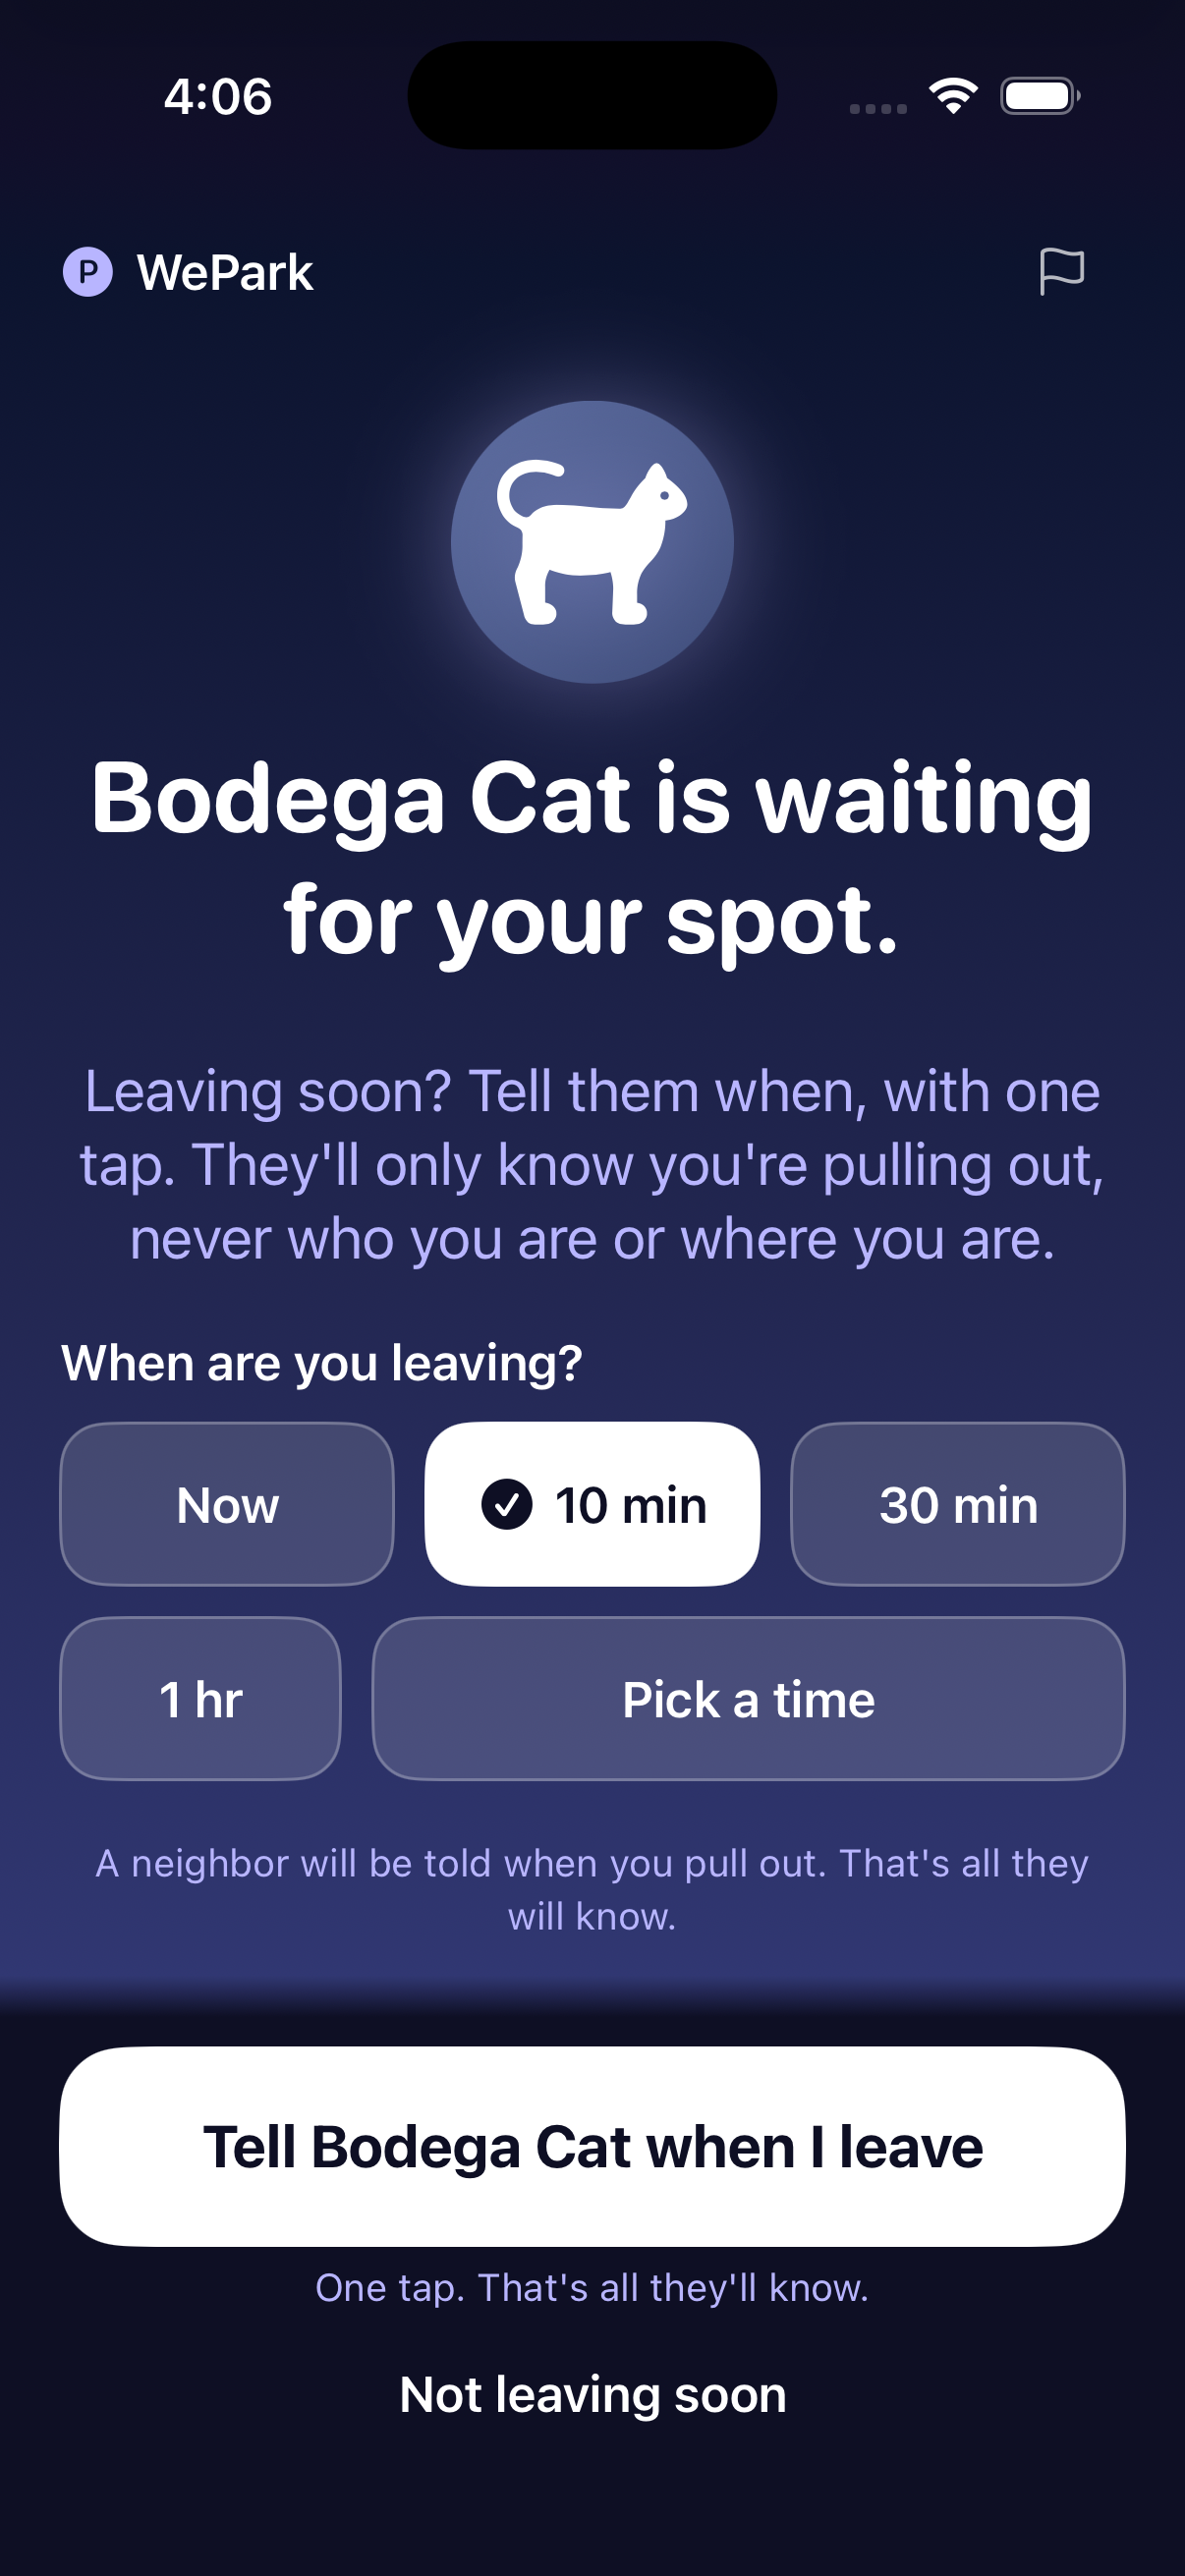 4:06
P WePark
Bodega Cat is waiting
for your spot.
Leaving soon? Tell them when, with one
tap. They'll only know you're pulling out,
never who you are or where you are.
When are you leaving?
Now
10 min
30 min
1 hr
Pick a time
A neighbor will be told when you pull out. That's all they
will know.
Tell Bodega Cat when I leave
One tap. That's all they'll know.
Not leaving soon